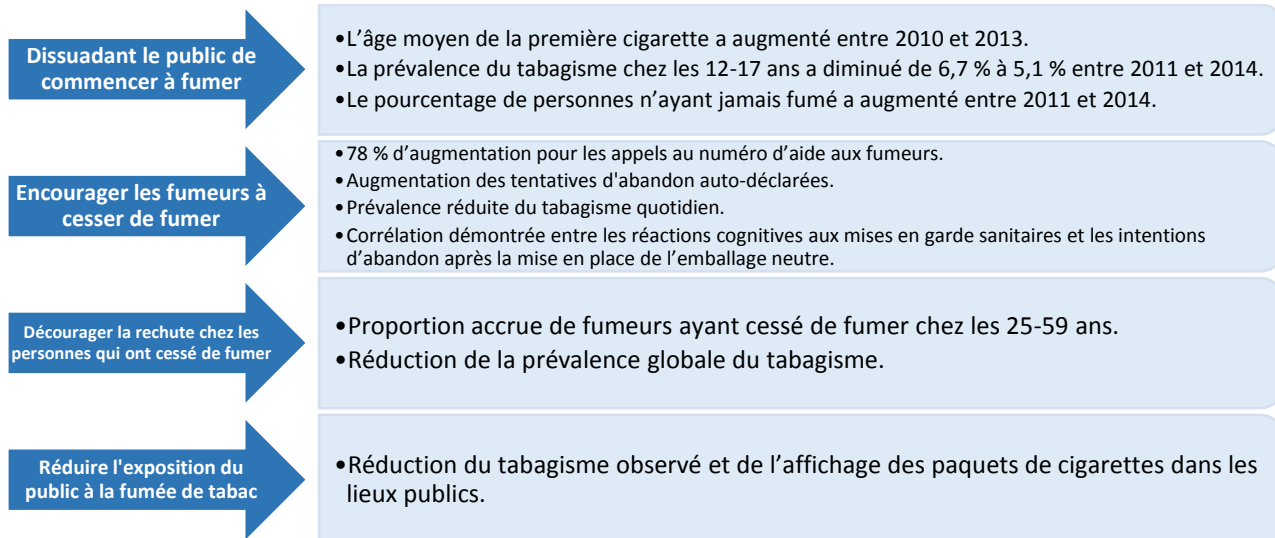 Dissuadant le public de
commencer à fumer
•L’âge moyen de la première cigarette a augmenté entre 2010 et 2013.
•La prévalence du tabagisme chez les 12-17 ans a diminué de 6,7 % à 5,1 % entre 2011 et 2014.
•Le pourcentage de personnes n’ayant jamais fumé a augmenté entre 2011 et 2014.
Encourager les fumeurs à
cesser de fumer
•78 % d’augmentation pour les appels au numéro d’aide aux fumeurs.
•Augmentation des tentatives d'abandon auto-déclarées.
•Prévalence réduite du tabagisme quotidien.
•Corrélation démontrée entre les réactions cognitives aux mises en garde sanitaires et les intentions
d’abandon après la mise en place de l’emballage neutre.
Décourager la rechute chez les
personnes qui ont cessé de fumer
•Proportion accrue de fumeurs ayant cessé de fumer chez les 25-59 ans.
•Réduction de la prévalence globale du tabagisme.
Réduire l'exposition du
public à la fumée de tabac
•Réduction du tabagisme observé et de l’affichage des paquets de cigarettes dans les
lieux publics.